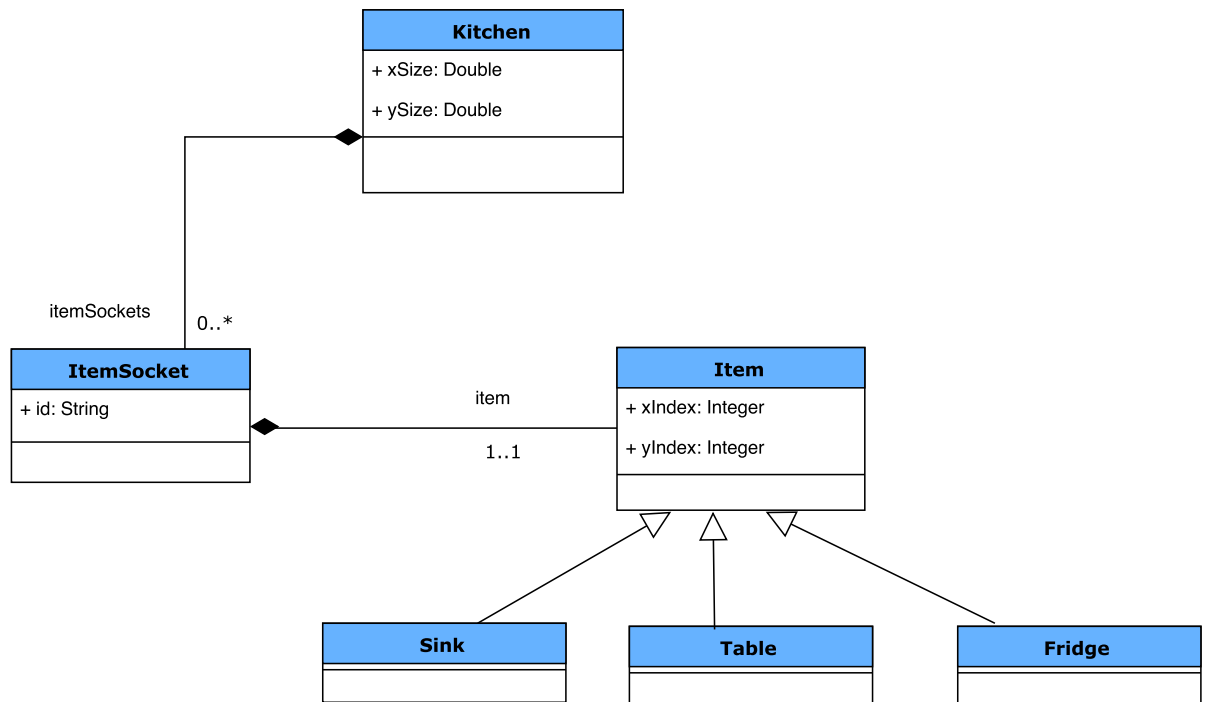 Kitchen
+ xSize: Double
+ ySize: Double
itemSockets
0..*
ItemSocket
+ id: String
item
1..1
Item
+ xIndex: Integer
+ yIndex: Integer
Sink
Table
Fridge